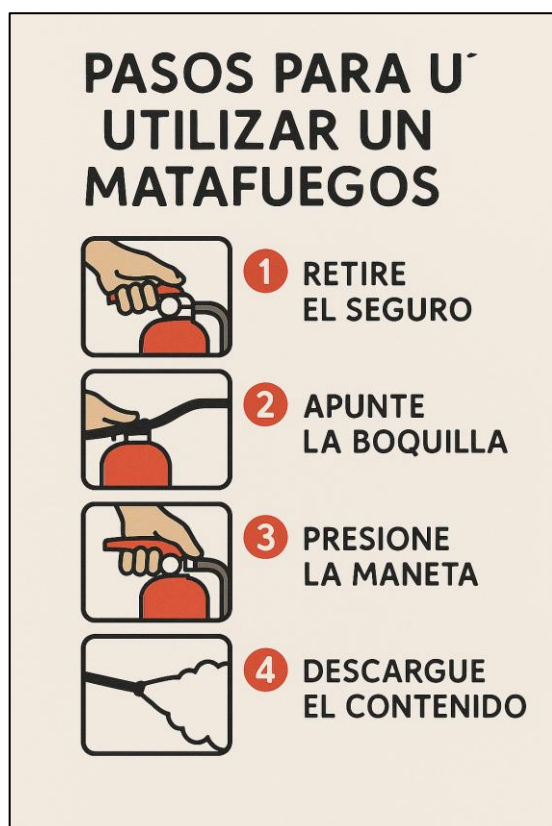 PASOS PARA U´
UTILIZAR UN
MATAFUEGOS
1 RETIRE
EL SEGURO
2 APUNTE
LA BOQUILLA
3 PRESIONE
LA MANETA
4 DESCARGUE
EL CONTENIDO